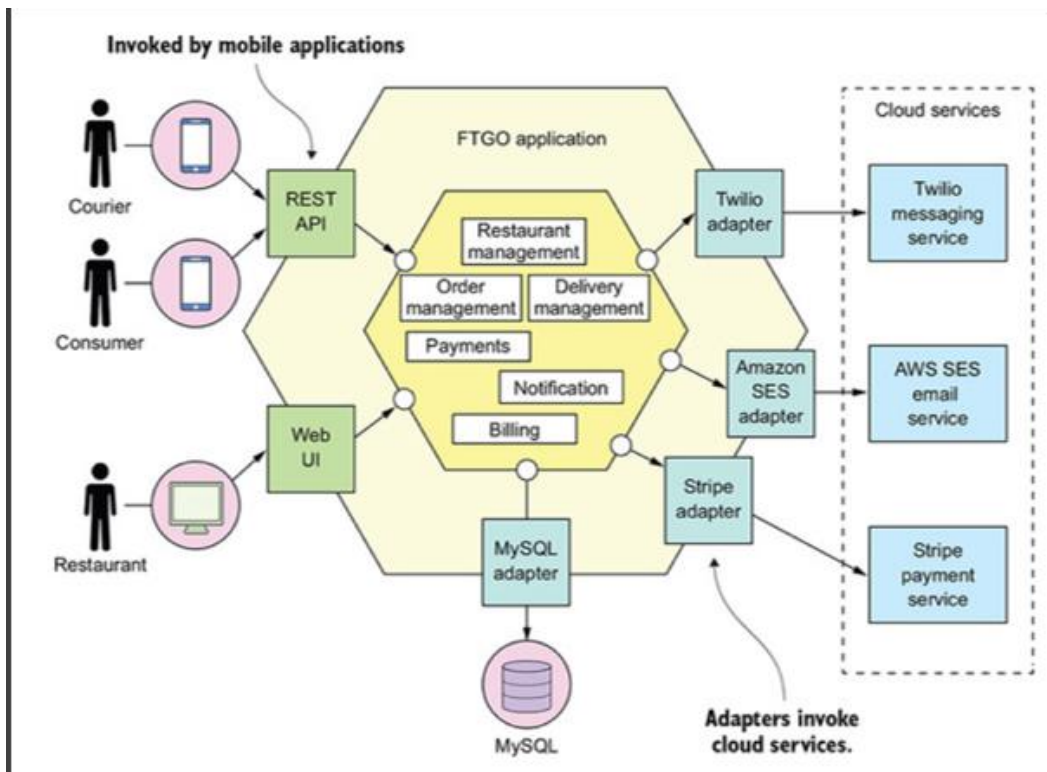 Invoked by mobile applications
Cloud services
FTGO application
Courier
REST
API
Twilio
adapter
Twilio
messaging
service
Restaurant
management
Order
management
Delivery
management
Consumer
Payments
Amazon
SES
adapter
AWS SES
email
service
Notification
Billing
Web
UI
Restaurant
Stripe
adapter
MySQL
adapter
Stripe
payment
service
MySQL
Adapters invoke
cloud services.